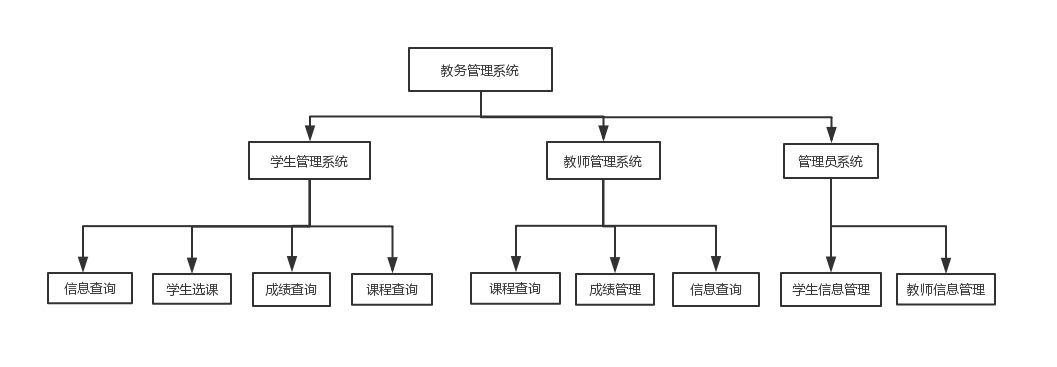 教务管理系统
学生管理系统
教师管理系统
管理员系统
信息查询
学生选课
成绩查询
课程查询
课程查询
成绩管理
信息查询
学生信息管理
教师信息管理